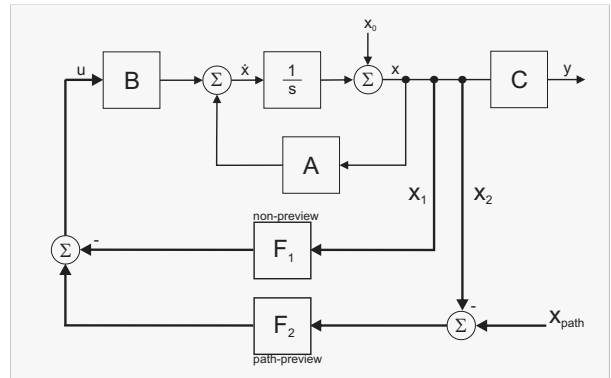 x₀
u
B
Σ
ẋ
1
s
Σ
x
C
y
A
x₁
x₂
non-preview
F₁
-
Σ
F₂
path-preview
-
Σ
x_path